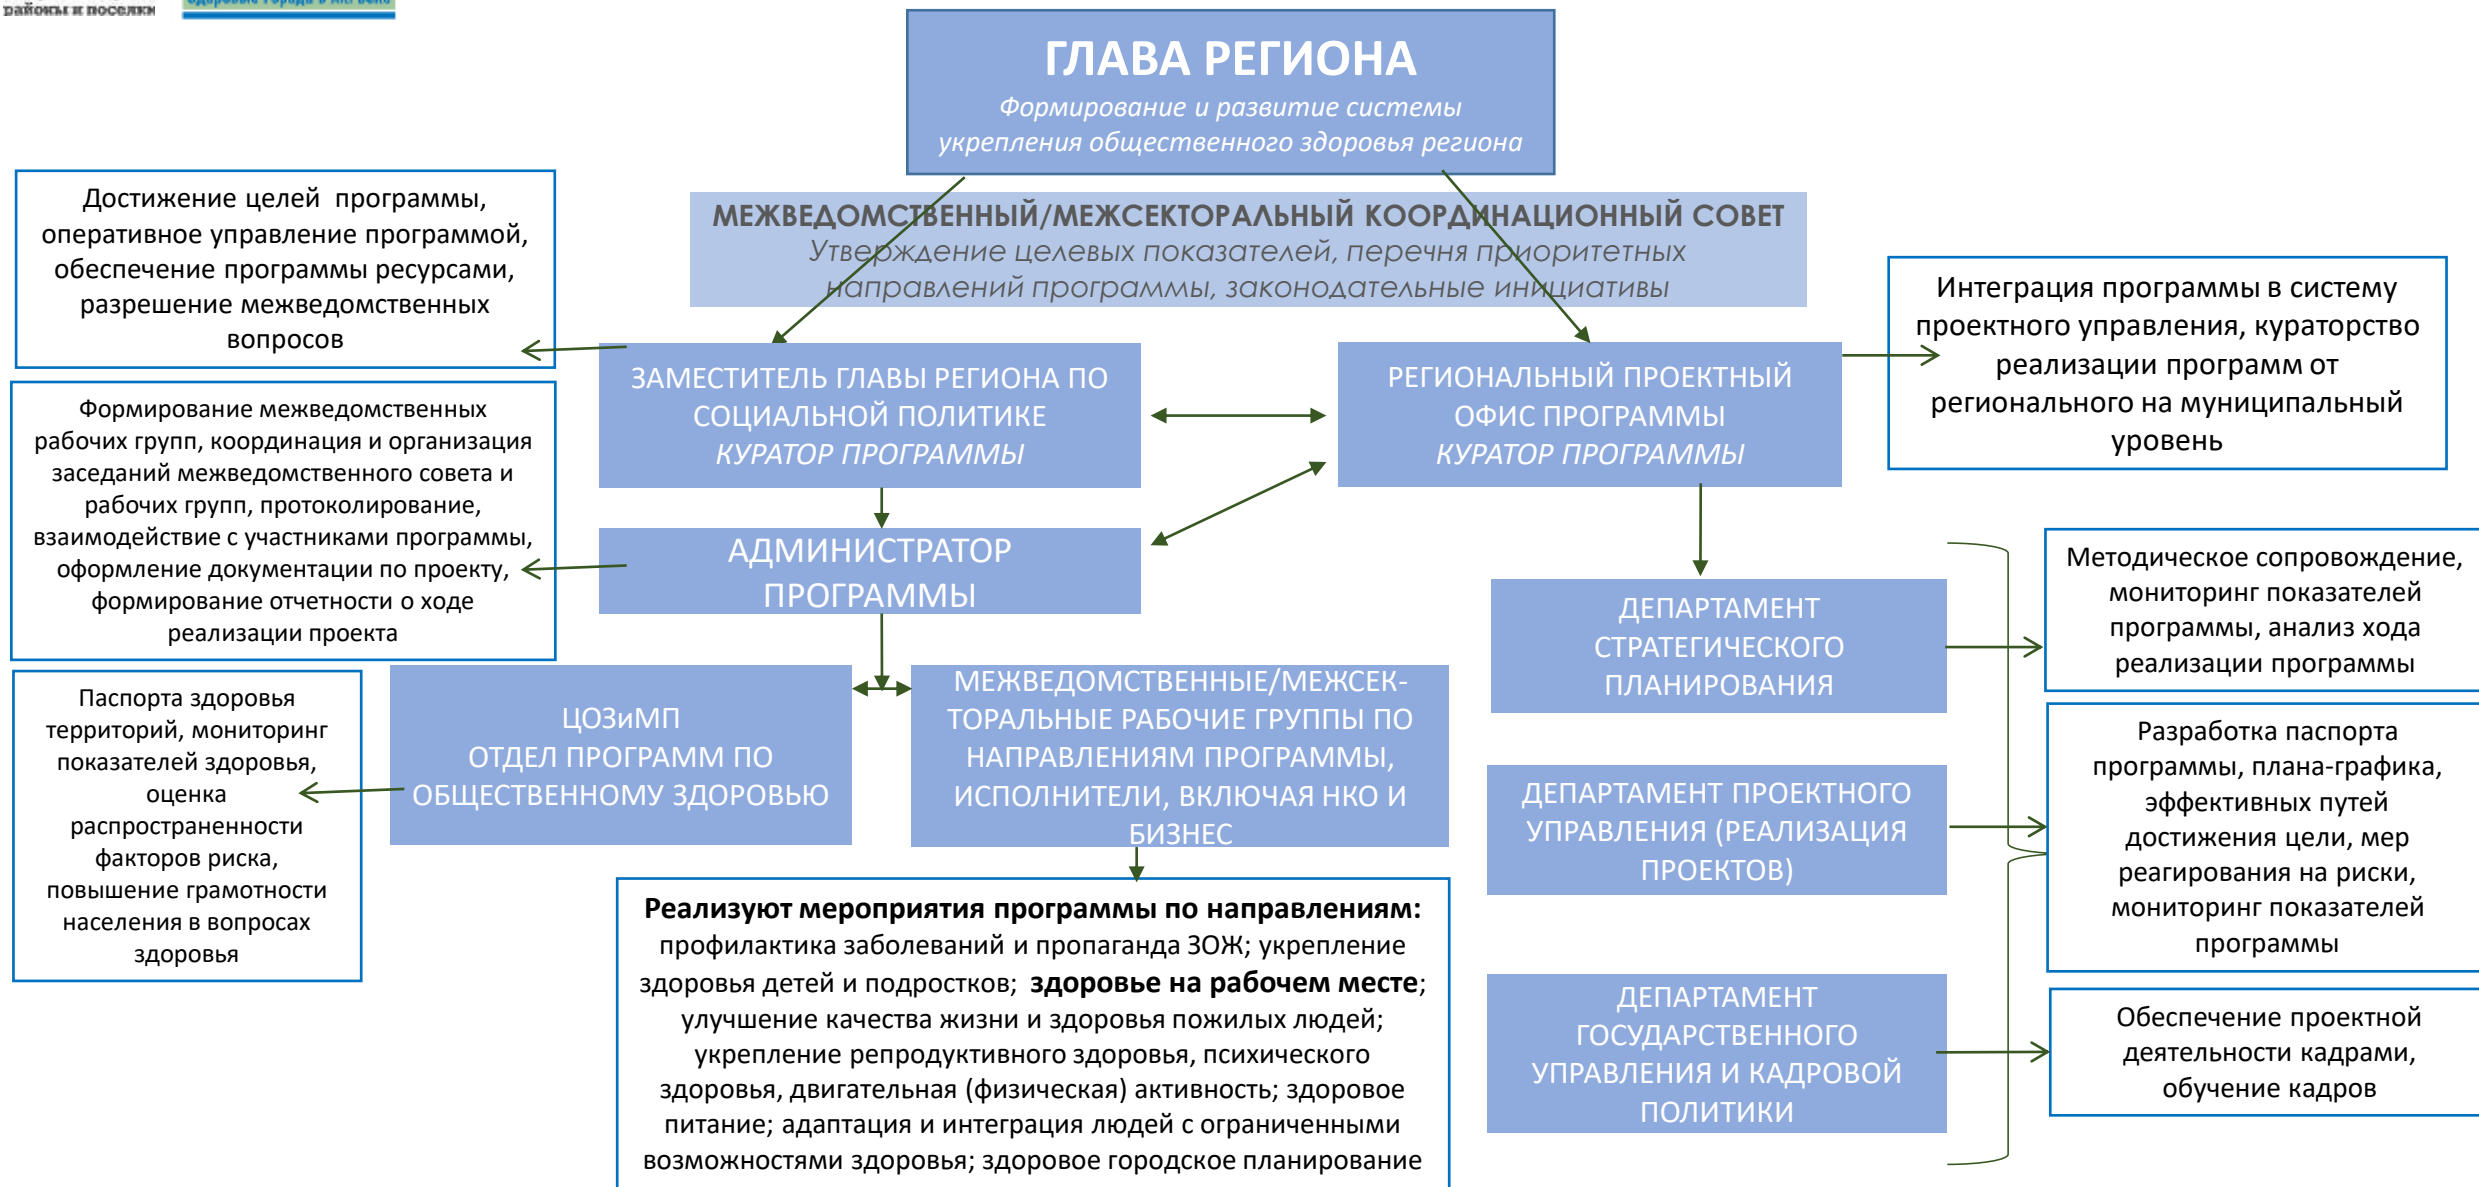 районы и поселки
ГЛАВА РЕГИОНА
Формирование и развитие системы
укрепления общественного здоровья региона
МЕЖВЕДОМСТВЕННЫЙ/МЕЖСЕКТОРАЛЬНЫЙ КООРДИНАЦИОННЫЙ СОВЕТ
Утверждение целевых показателей, перечня приоритетных
направлений программы, законодательные инициативы
Достижение целей программы,
оперативное управление программой,
обеспечение программы ресурсами,
разрешение межведомственных
вопросов
ЗАМЕСТИТЕЛЬ ГЛАВЫ РЕГИОНА ПО
СОЦИАЛЬНОЙ ПОЛИТИКЕ
КУРАТОР ПРОГРАММЫ
РЕГИОНАЛЬНЫЙ ПРОЕКТНЫЙ
ОФИС ПРОГРАММЫ
КУРАТОР ПРОГРАММЫ
Интеграция программы в систему
проектного управления, кураторство
реализации программ от
регионального на муниципальный
уровень
Формирование межведомственных
рабочих групп, координация и организация
заседаний межведомственного совета и
рабочих групп, протоколирование,
взаимодействие с участниками программы,
оформление документации по проекту,
формирование отчетности о ходе
реализации проекта
АДМИНИСТРАТОР
ПРОГРАММЫ
ДЕПАРТАМЕНТ
СТРАТЕГИЧЕСКОГО
ПЛАНИРОВАНИЯ
Методическое сопровождение,
мониторинг показателей
программы, анализ хода
реализации программы
Паспорта здоровья
территорий, мониторинг
показателей здоровья,
оценка
распространенности
факторов риска,
повышение грамотности
населения в вопросах
здоровья
ЦОЗиМП
ОТДЕЛ ПРОГРАММ ПО
ОБЩЕСТВЕННОМУ ЗДОРОВЬЮ
МЕЖВЕДОМСТВЕННЫЕ/МЕЖСЕК-
ТОРАЛЬНЫЕ РАБОЧИЕ ГРУППЫ ПО
НАПРАВЛЕНИЯМ ПРОГРАММЫ,
ИСПОЛНИТЕЛИ, ВКЛЮЧАЯ НКО И
БИЗНЕС
ДЕПАРТАМЕНТ ПРОЕКТНОГО
УПРАВЛЕНИЯ (РЕАЛИЗАЦИЯ
ПРОЕКТОВ)
Разработка паспорта
программы, плана-графика,
эффективных путей
достижения цели, мер
реагирования на риски,
мониторинг показателей
программы
Реализуют мероприятия программы по направлениям:
профилактика заболеваний и пропаганда ЗОЖ; укрепление
здоровья детей и подростков; здоровье на рабочем месте;
улучшение качества жизни и здоровья пожилых людей;
укрепление репродуктивного здоровья, психического
здоровья, двигательная (физическая) активность; здоровое
питание; адаптация и интеграция людей с ограниченными
возможностями здоровья; здоровое городское планирование
ДЕПАРТАМЕНТ
ГОСУДАРСТВЕННОГО
УПРАВЛЕНИЯ И КАДРОВОЙ
ПОЛИТИКИ
Обеспечение проектной
деятельности кадрами,
обучение кадров